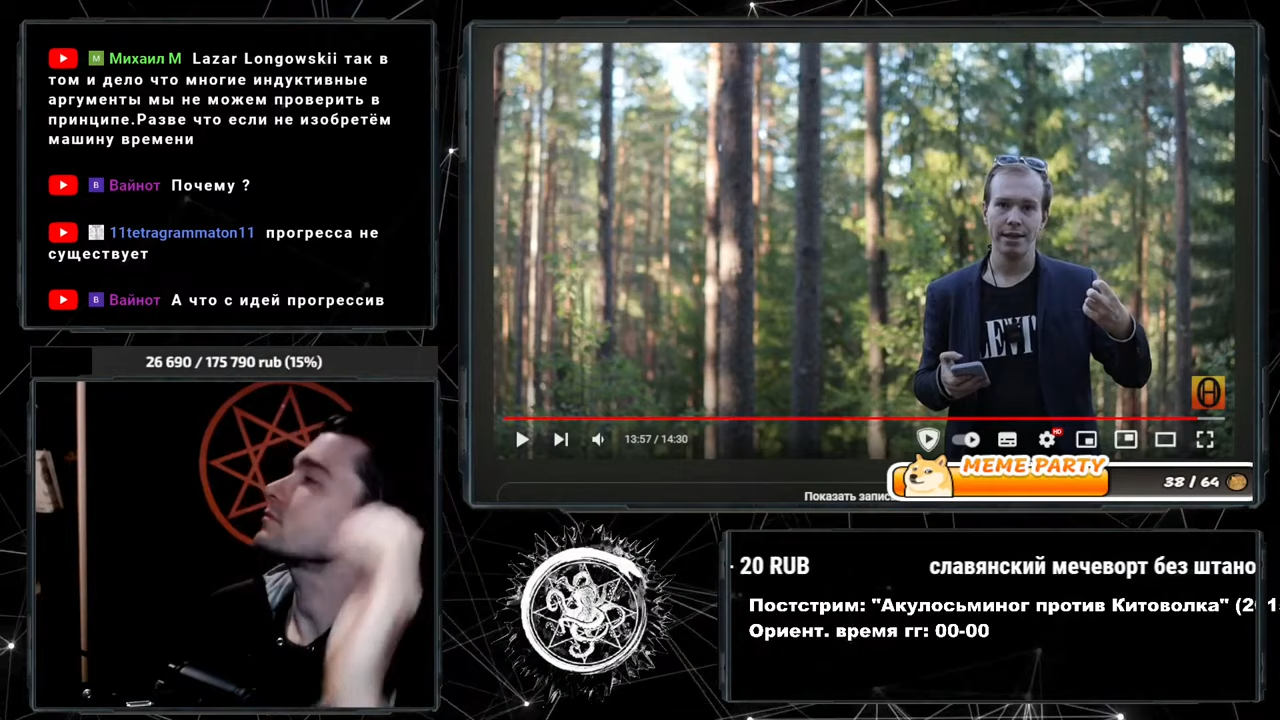 Михаил М Lazar Longowskii так в
том и дело что многие индуктивные
аргументы мы не можем проверить в
принципе.Разве что если не изобретём
машину времени
Вайнот Почему ?
11tetragrammaton11 прогресса не
существует
Вайнот А что с идей прогрессив
26 690 / 175 790 rub (15%)
13:57 / 14:30
HD
MEME PARTY
38 / 64
Показать
- 20 RUB
славянский мечеворт без
Постстрим: "Акулосьминог против Китоволка"
Ориент. время гг: 00-00